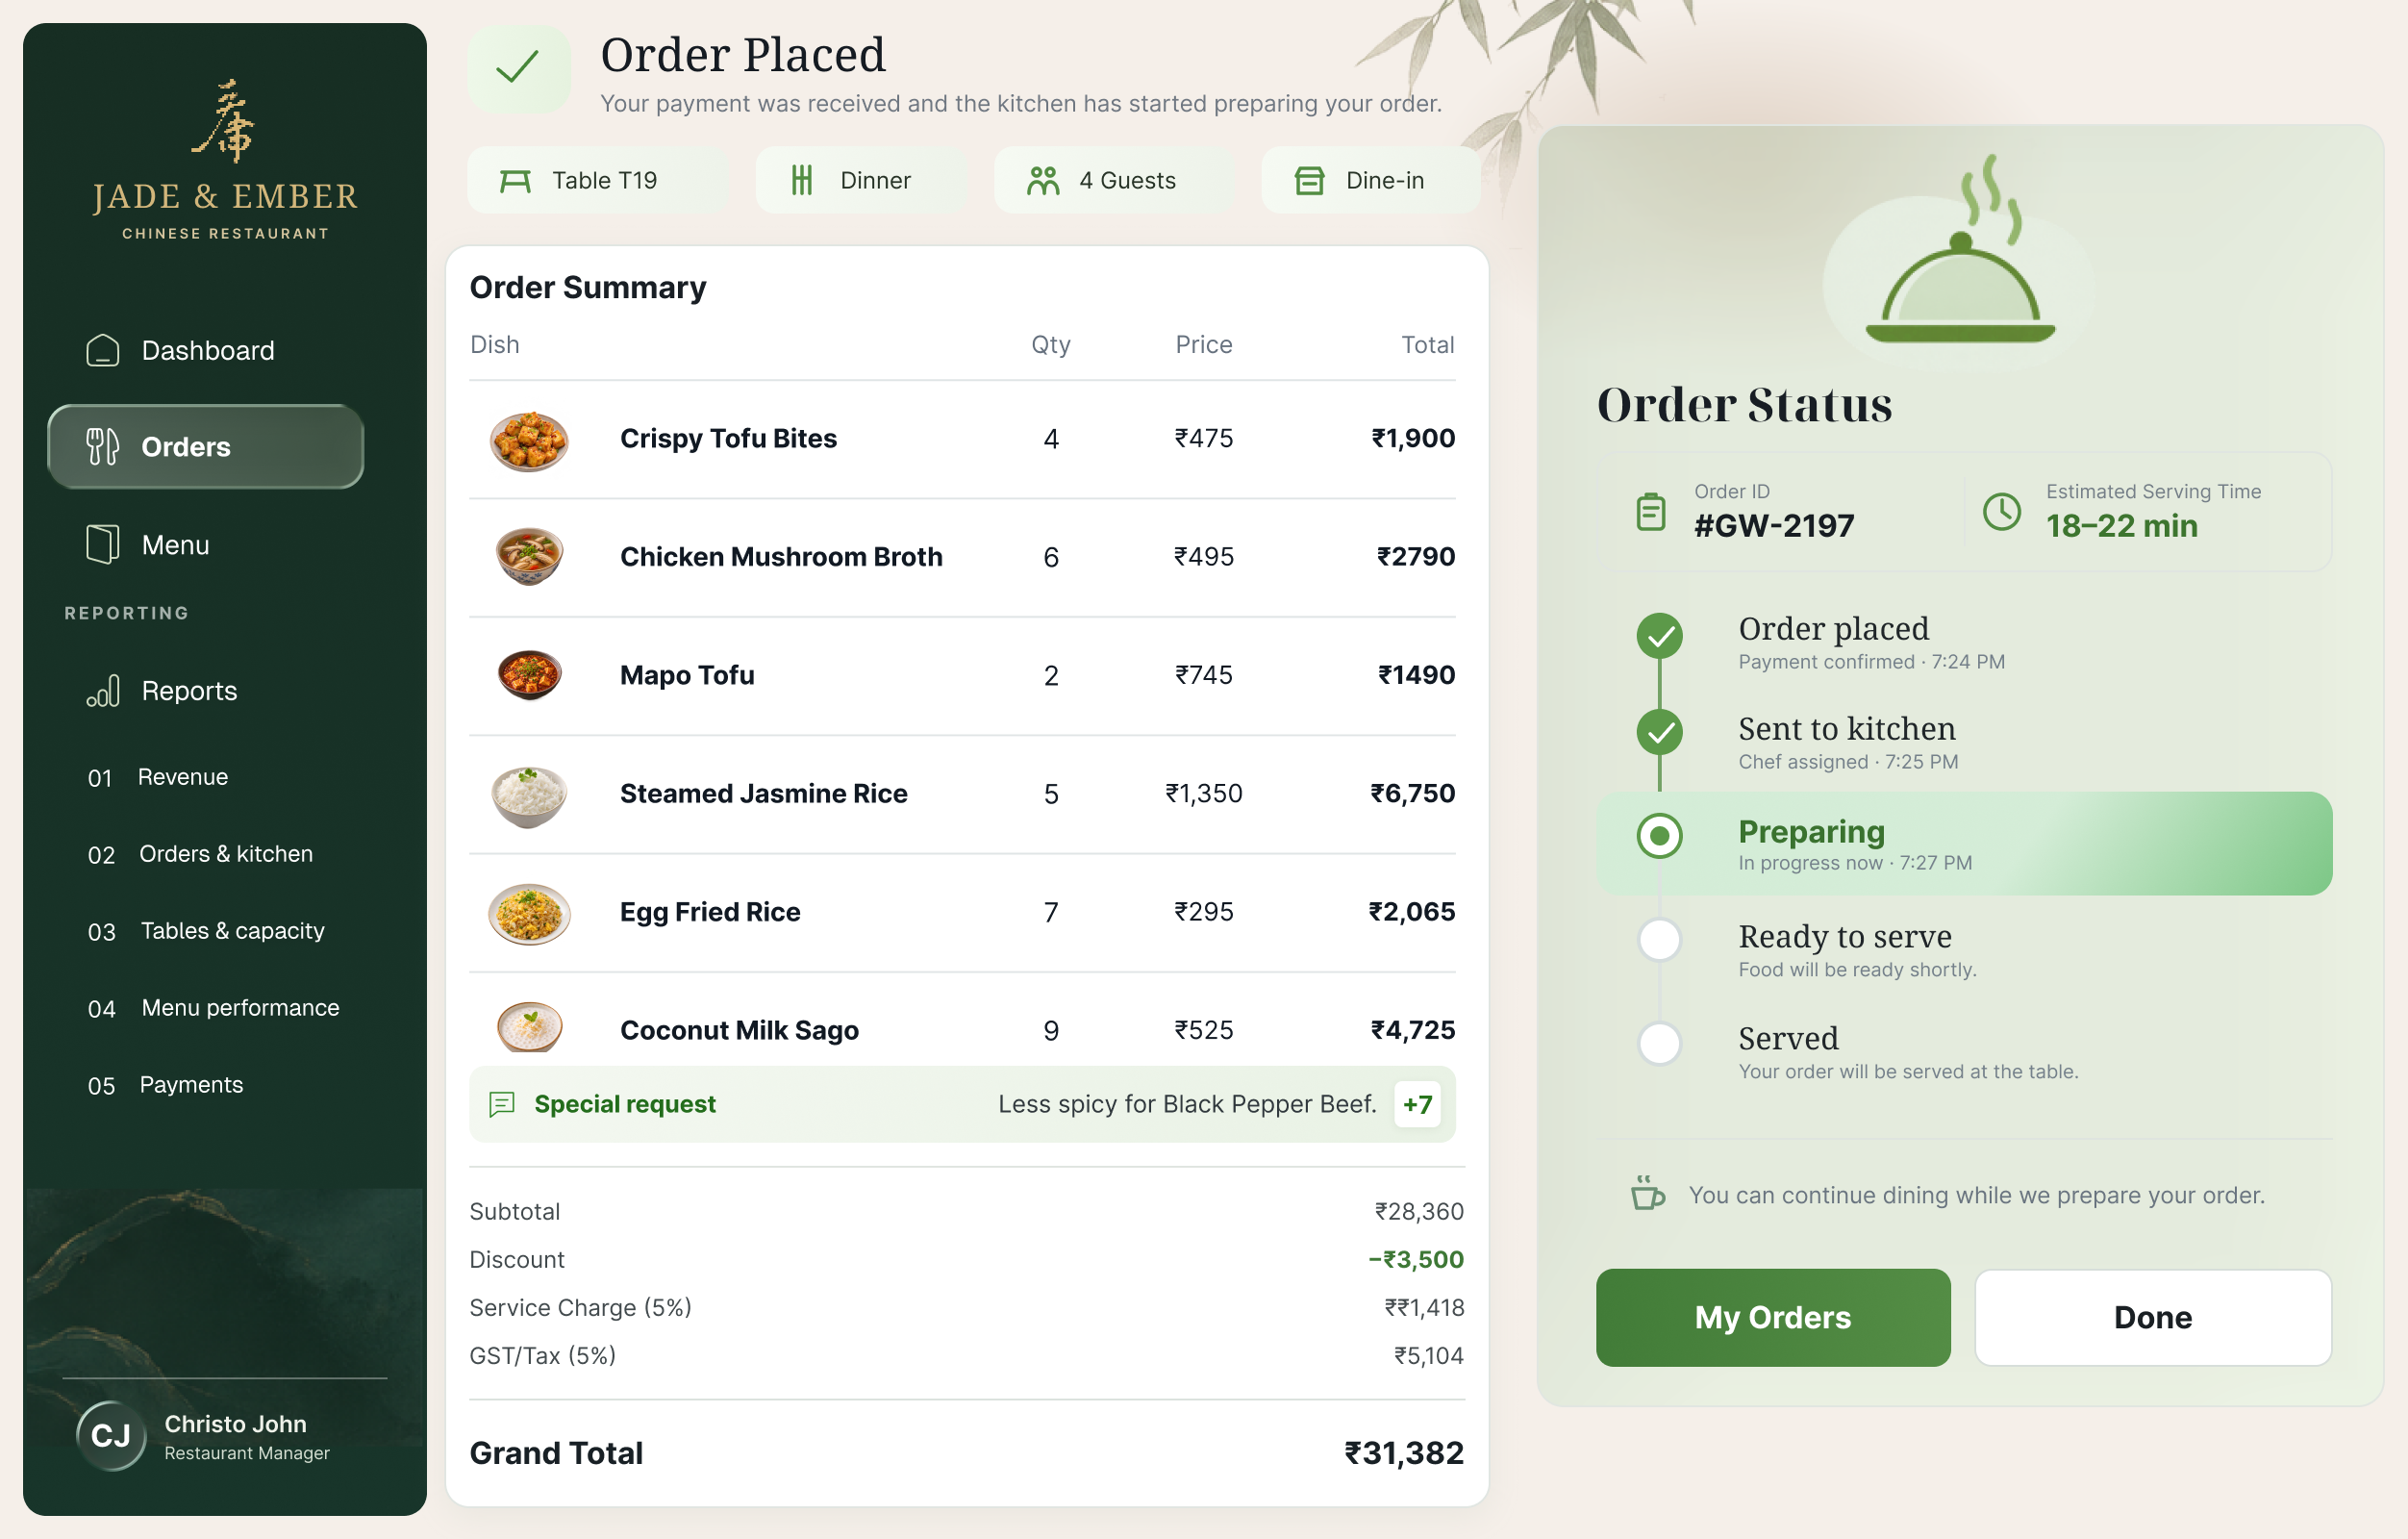 JADE & EMBER
CHINESE RESTAURANT
Dashboard
Orders
Menu
REPORTING
Reports
01 Revenue
02 Orders & kitchen
03 Tables & capacity
04 Menu performance
05 Payments
CJ
Christo John
Restaurant Manager
Order Placed
Your payment was received and the kitchen has started preparing your order.
Table T19
Dinner
4 Guests
Dine-in
Order Summary
Dish Qty Price Total
Crispy Tofu Bites 4 ₹475 ₹1,900
Chicken Mushroom Broth 6 ₹495 ₹2790
Mapo Tofu 2 ₹745 ₹1490
Steamed Jasmine Rice 5 ₹1,350 ₹6,750
Egg Fried Rice 7 ₹295 ₹2,065
Coconut Milk Sago 9 ₹525 ₹4,725
Special request Less spicy for Black Pepper Beef. +7
Subtotal ₹28,360
Discount −₹3,500
Service Charge (5%) ₹₹1,418
GST/Tax (5%) ₹5,104
Grand Total ₹31,382
Order Status
Order ID
#GW-2197
Estimated Serving Time
18–22 min
Order placed
Payment confirmed · 7:24 PM
Sent to kitchen
Chef assigned · 7:25 PM
Preparing
In progress now · 7:27 PM
Ready to serve
Food will be ready shortly.
Served
Your order will be served at the table.
You can continue dining while we prepare your order.
My Orders
Done